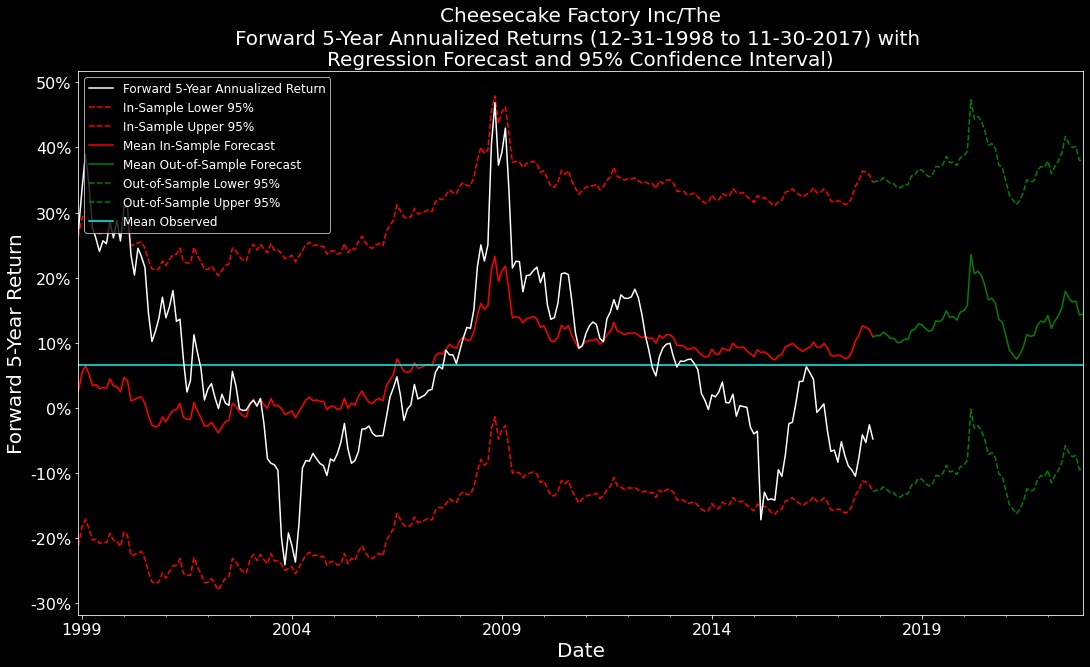 Cheesecake Factory Inc/The
Forward 5-Year Annualized Returns (12-31-1998 to 11-30-2017) with
Regression Forecast and 95% Confidence Interval)
Forward 5-Year Return
50%
40%
30%
20%
10%
0%
-10%
-20%
-30%
Forward 5-Year Annualized Return
In-Sample Lower 95%
In-Sample Upper 95%
Mean In-Sample Forecast
Mean Out-of-Sample Forecast
Out-of-Sample Lower 95%
Out-of-Sample Upper 95%
Mean Observed
1999 2004 2009 2014 2019
Date